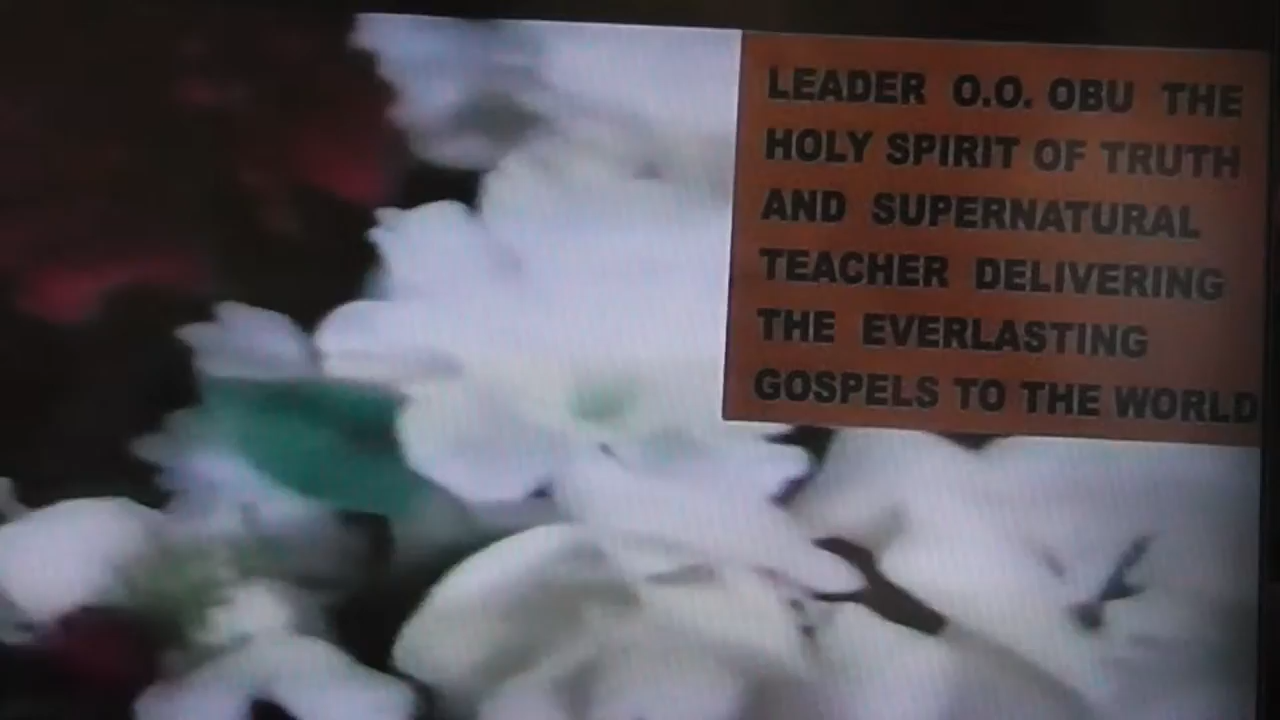 LEADER O.O. OBU THE
HOLY SPIRIT OF TRUTH
AND SUPERNATURAL
TEACHER DELIVERING
THE EVERLASTING
GOSPELS TO THE WORLD